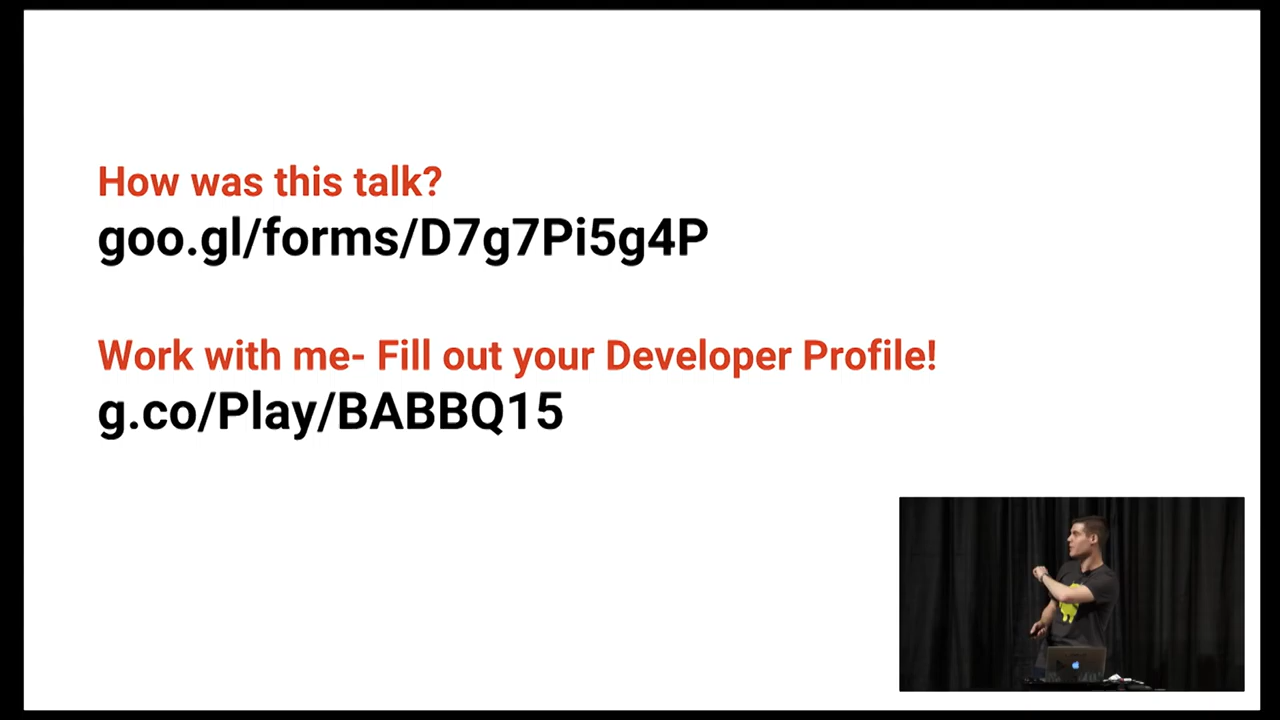 How was this talk?
goo.gl/forms/D7g7Pi5g4P
Work with me- Fill out your Developer Profile!
g.co/Play/BABBQ15